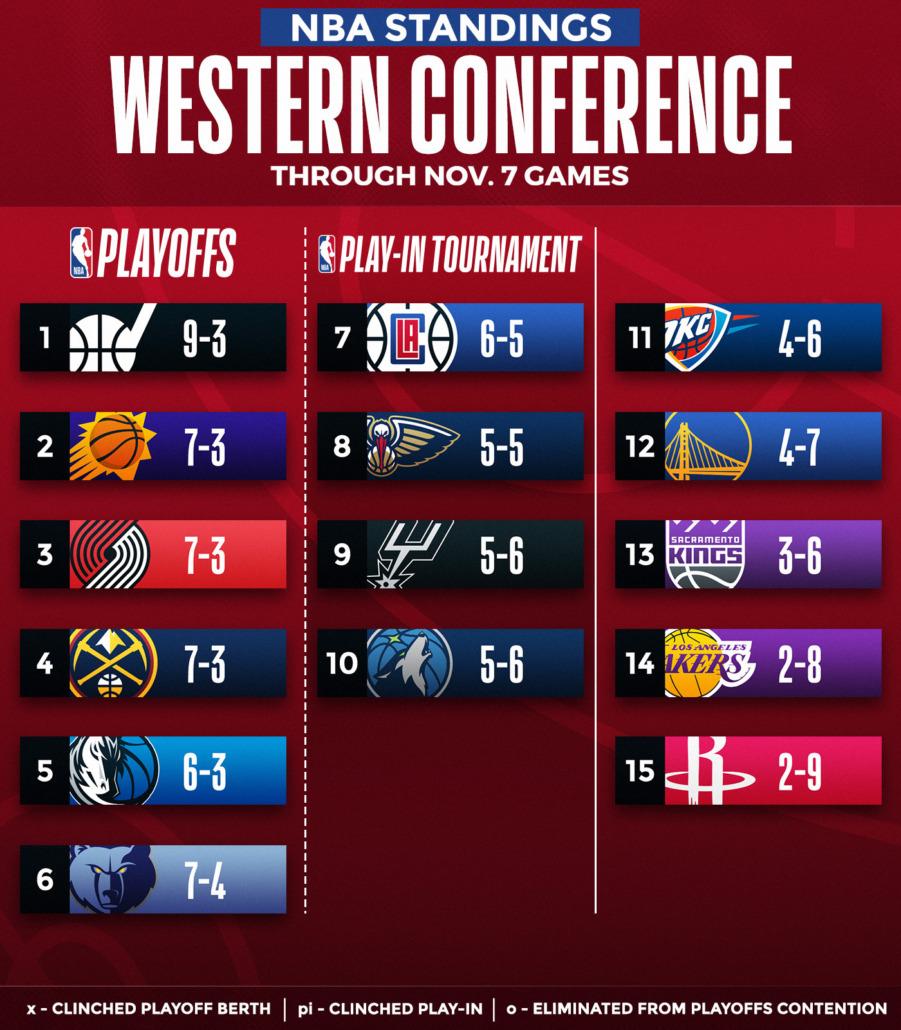 NBA STANDINGS
WESTERN CONFERENCE
THROUGH NOV. 7 GAMES
NBA PLAYOFFS
1 9-3
2 7-3
3 7-3
4 7-3
5 6-3
6 7-4
NBA PLAY-IN TOURNAMENT
7 LA 6-5
8 5-5
9 5-6
10 5-6
11 OKC 4-6
12 4-7
13 SACRAMENTO KINGS 3-6
14 LOS ANGELES AKERS 2-8
15 R 2-9
x - CLINCHED PLAYOFF BERTH | pi - CLINCHED PLAY-IN | o - ELIMINATED FROM PLAYOFFS CONTENTION